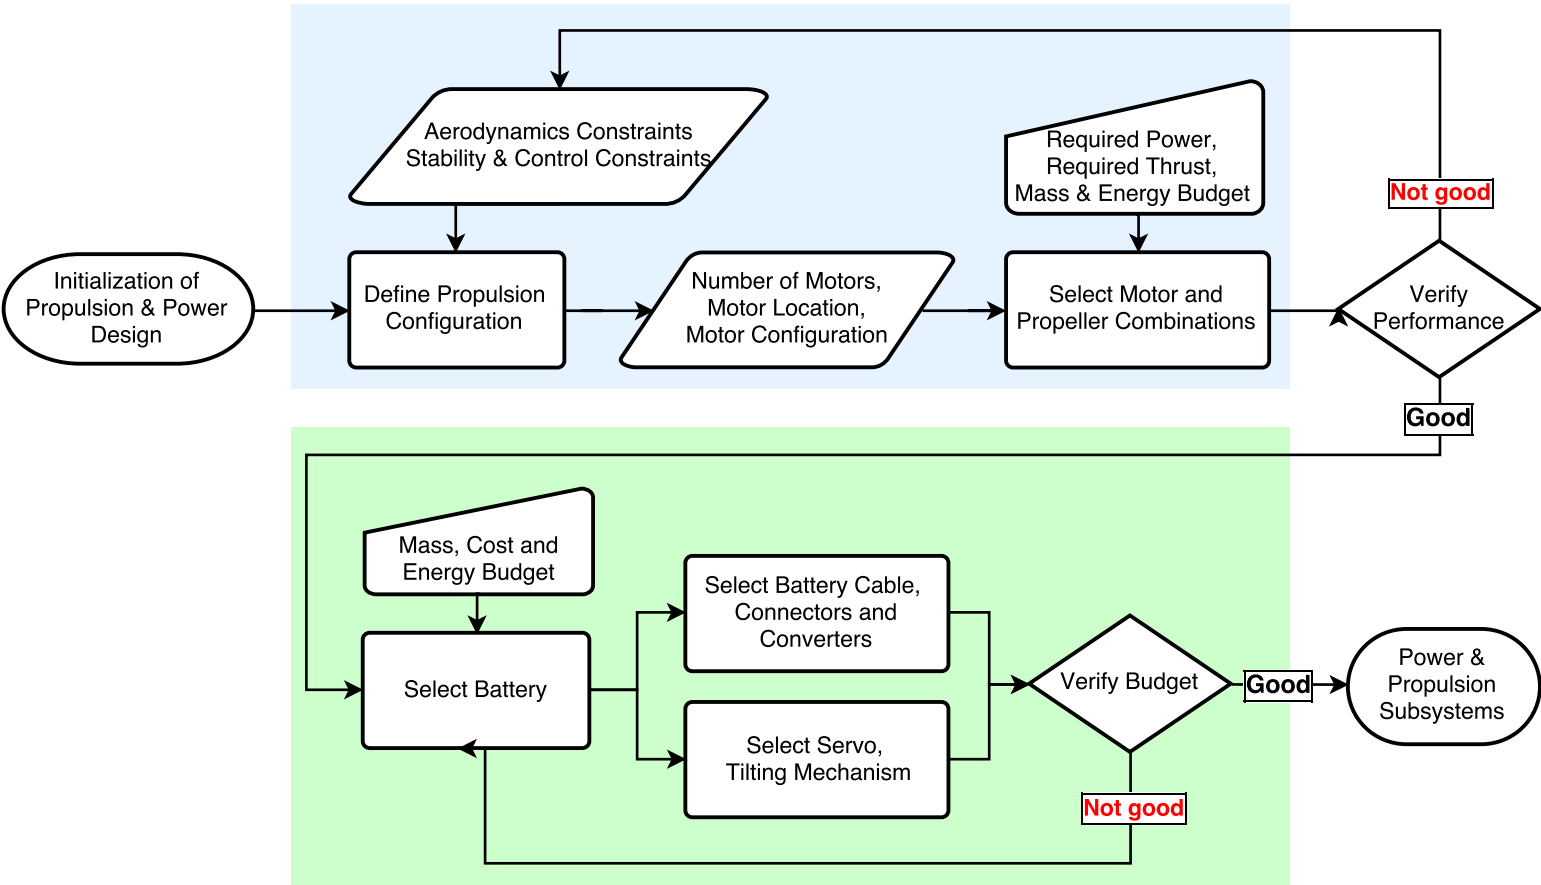 Aerodynamics Constraints
Stability & Control Constraints
Required Power,
Required Thrust,
Mass & Energy Budget
Not good
Initialization of
Propulsion & Power
Design
Define Propulsion
Configuration
Number of Motors,
Motor Location,
Motor Configuration
Select Motor and
Propeller Combinations
Verify
Performance
Good
Mass, Cost and
Energy Budget
Select Battery
Select Battery Cable,
Connectors and
Converters
Select Servo,
Tilting Mechanism
Verify Budget
Good
Power &
Propulsion
Subsystems
Not good